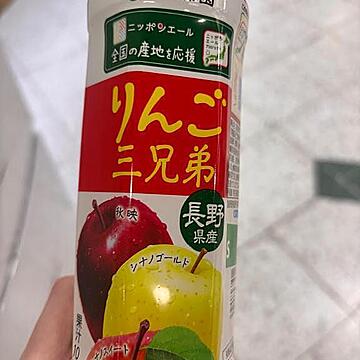 ニッポンエール
全国の産地を応援
りんご
三兄弟
長野
県産
秋映
シナノゴールド